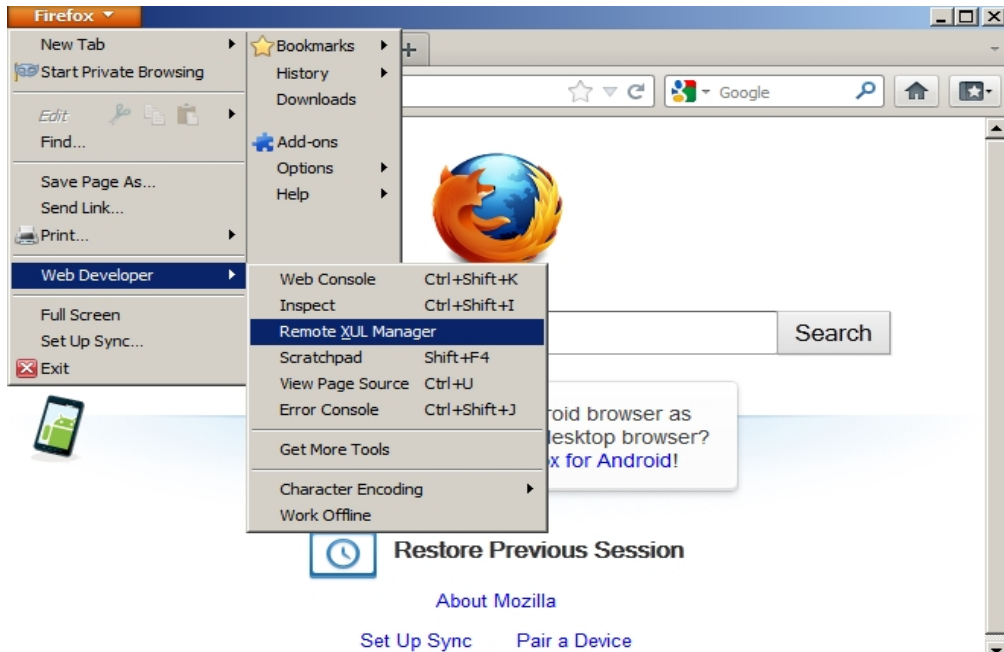 Firefox
New Tab
Start Private Browsing
Edit
Find...
Save Page As...
Send Link...
Print...
Web Developer
Full Screen
Set Up Sync...
Exit
Bookmarks
History
Downloads
Add-ons
Options
Help
Web Console Ctrl+Shift+K
Inspect Ctrl+Shift+I
Remote XUL Manager
Scratchpad Shift+F4
View Page Source Ctrl+U
Error Console Ctrl+Shift+J
Get More Tools
Character Encoding
Work Offline
Google
Search
browser as
browser?
for Android!
Restore Previous Session
About Mozilla
Set Up Sync Pair a Device